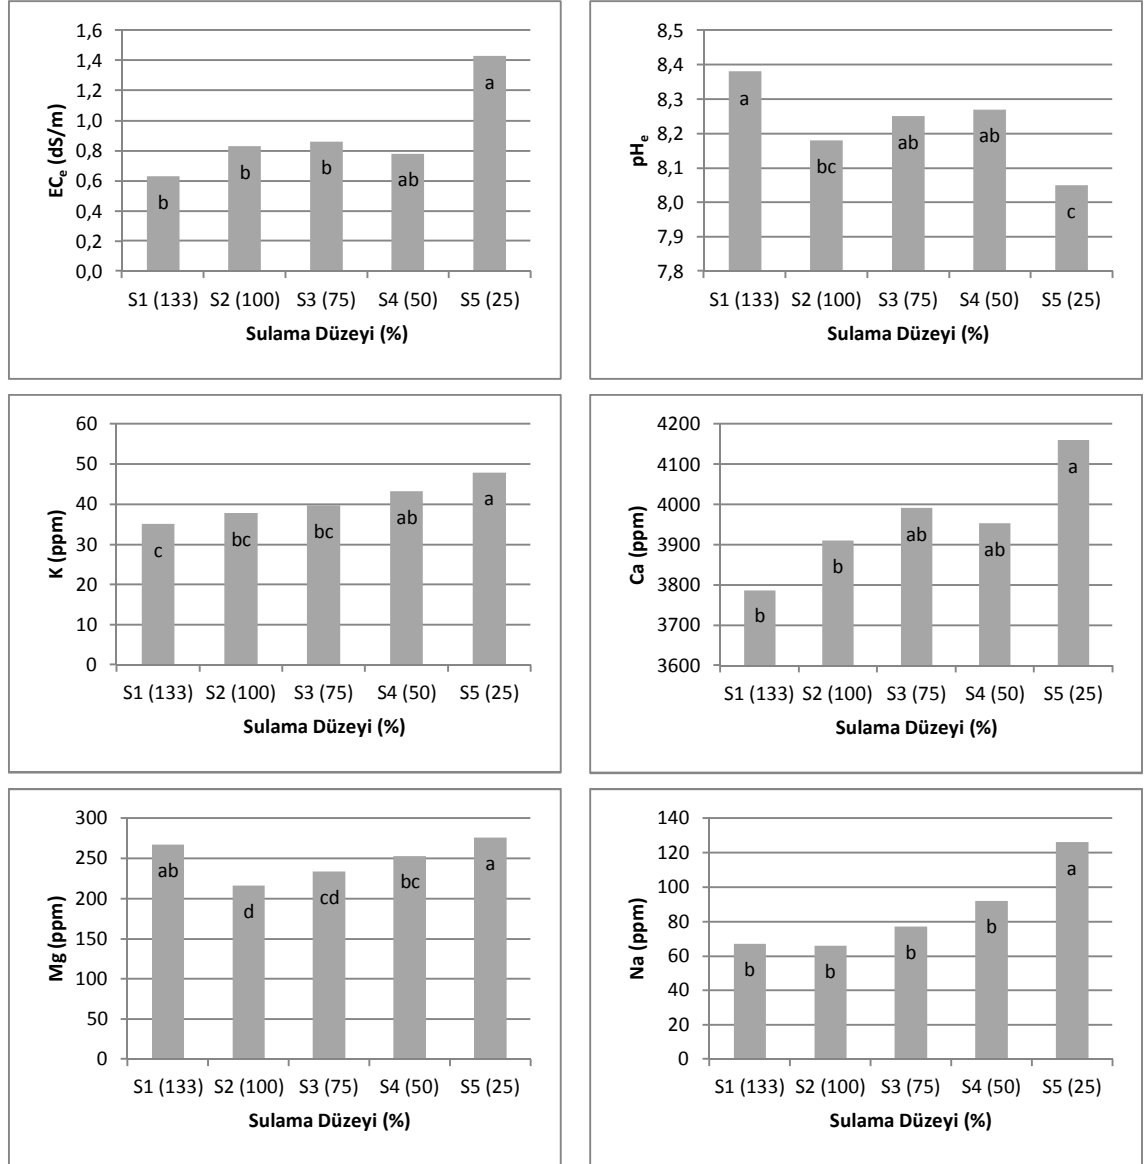 1,6
1,4
1,2
1,0
0,8
0,6
0,4
0,2
0,0
ECe (dS/m)
b
b
b
ab
a
S1 (133) S2 (100) S3 (75) S4 (50) S5 (25)
Sulama Düzeyi (%)
8,5
8,4
8,3
8,2
8,1
8,0
7,9
7,8
pHe
a
bc
ab
ab
c
S1 (133) S2 (100) S3 (75) S4 (50) S5 (25)
Sulama Düzeyi (%)
60
50
40
30
20
10
0
K (ppm)
c
bc
bc
ab
a
S1 (133) S2 (100) S3 (75) S4 (50) S5 (25)
Sulama Düzeyi (%)
4200
4100
4000
3900
3800
3700
3600
Ca (ppm)
b
b
ab
ab
a
S1 (133) S2 (100) S3 (75) S4 (50) S5 (25)
Sulama Düzeyi (%)
300
250
200
150
100
50
0
Mg (ppm)
ab
d
cd
bc
a
S1 (133) S2 (100) S3 (75) S4 (50) S5 (25)
Sulama Düzeyi (%)
140
120
100
80
60
40
20
0
Na (ppm)
b
b
b
b
a
S1 (133) S2 (100) S3 (75) S4 (50) S5 (25)
Sulama Düzeyi (%)